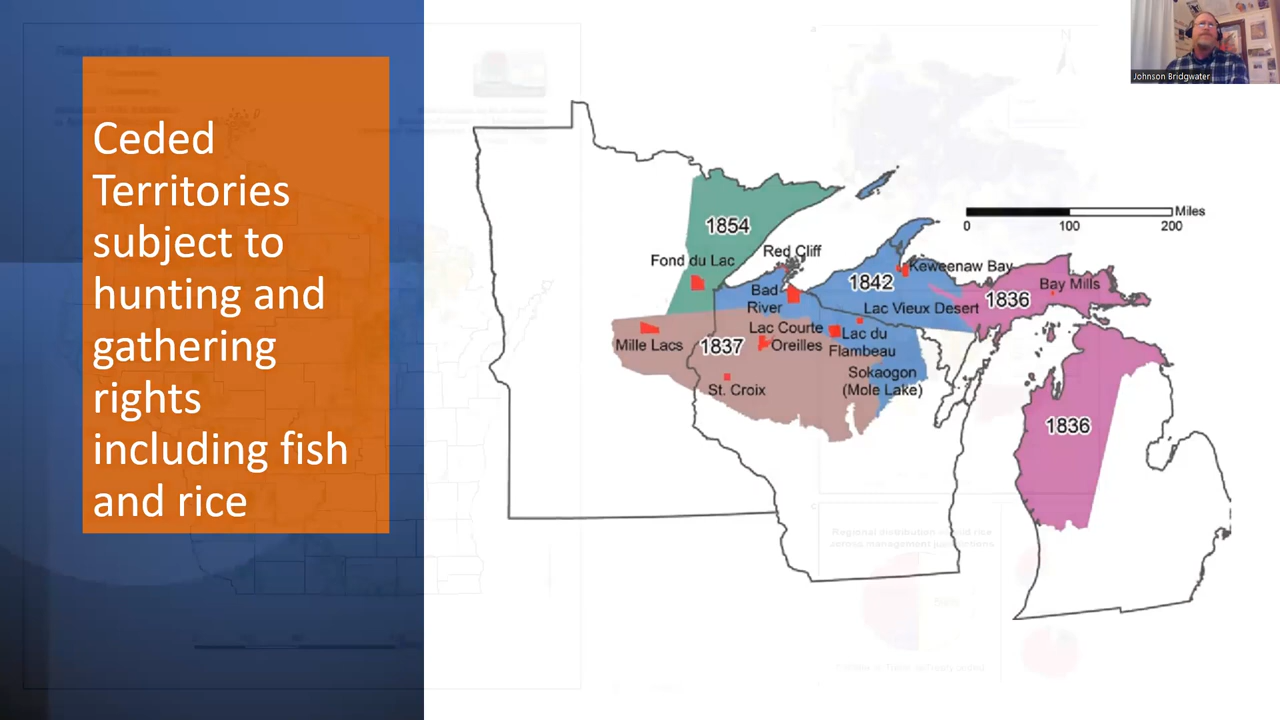 Ceded
Territories
subject to
hunting and
gathering
rights
including fish
and rice
Johnson Bridgwater
Miles
0 100 200
1854
Fond du Lac
Red Cliff
Bad
River
1842
Keweenaw Bay
Lac Vieux Desert
1836
Bay Mills
Mille Lacs
1837
Lac Courte
Oreilles
Lac du
Flambeau
St. Croix
Sokaogon
(Mole Lake)
1836